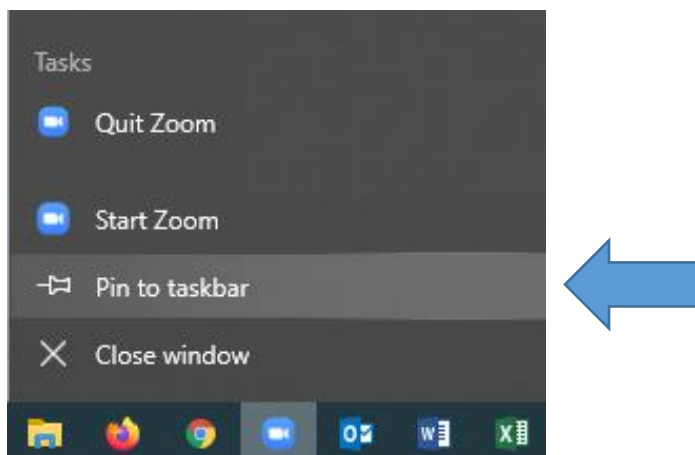 Tasks
Quit Zoom
Start Zoom
Pin to taskbar
Close window